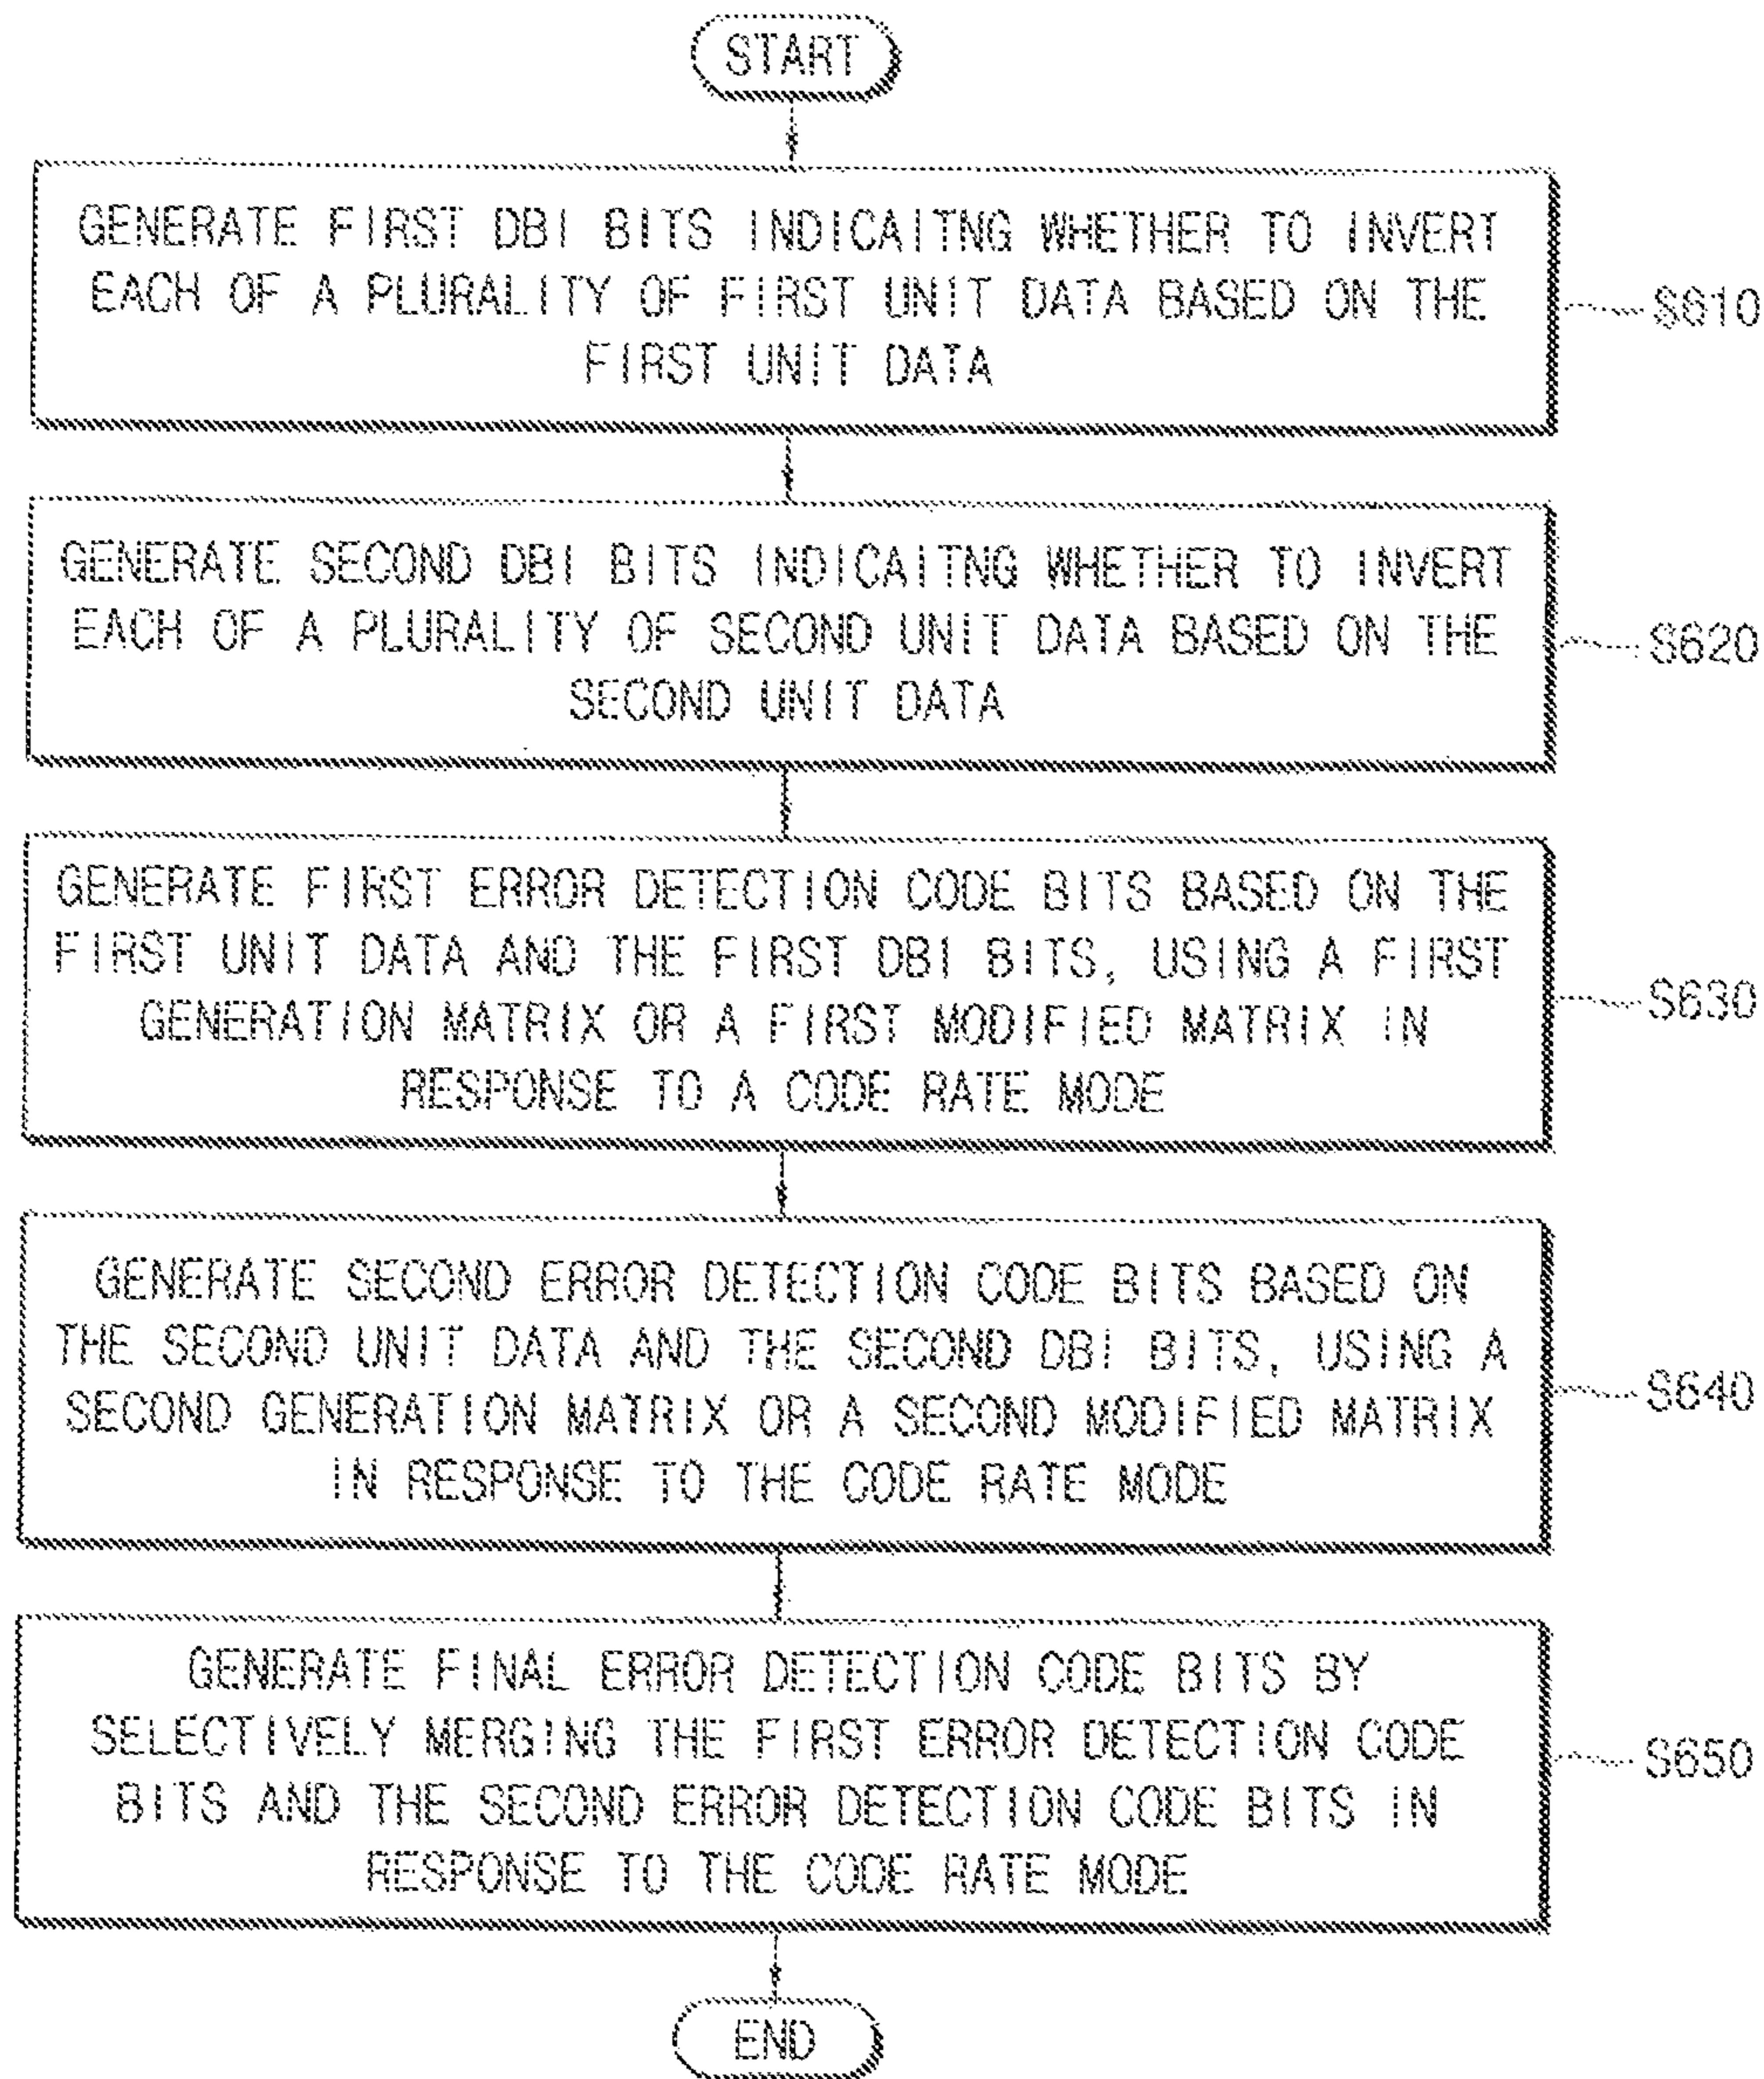 START
GENERATE FIRST DBI BITS INDICAITNG WHETHER TO INVERT
EACH OF A PLURALITY OF FIRST UNIT DATA BASED ON THE
FIRST UNIT DATA
S610
GENERATE SECOND DBI BITS INDICAITNG WHETHER TO INVERT
EACH OF A PLURALITY OF SECOND UNIT DATA BASED ON THE
SECOND UNIT DATA
S620
GENERATE FIRST ERROR DETECTION CODE BITS BASED ON THE
FIRST UNIT DATA AND THE FIRST DBI BITS, USING A FIRST
GENERATION MATRIX OR A FIRST MODIFIED MATRIX IN
RESPONSE TO A CODE RATE MODE
S630
GENERATE SECOND ERROR DETECTION CODE BITS BASED ON
THE SECOND UNIT DATA AND THE SECOND DBI BITS, USING A
SECOND GENERATION MATRIX OR A SECOND MODIFIED MATRIX
IN RESPONSE TO THE CODE RATE MODE
S640
GENERATE FINAL ERROR DETECTION CODE BITS BY
SELECTIVELY MERGING THE FIRST ERROR DETECTION CODE
BITS AND THE SECOND ERROR DETECTION CODE BITS IN
RESPONSE TO THE CODE RATE MODE
S650
END